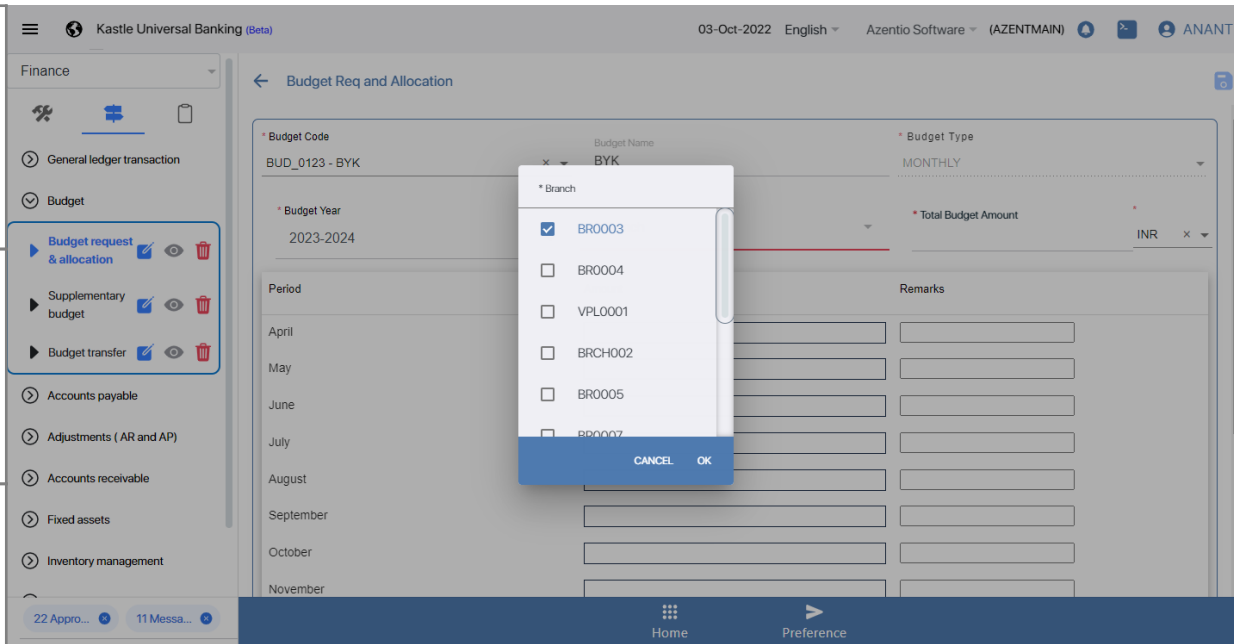 Kastle Universal Banking (Beta)
03-Oct-2022 English Azentio Software (AZENTMAIN) ANANT
Finance
Budget Req and Allocation
General ledger transaction
Budget
Budget request & allocation
Supplementary budget
Budget transfer
Accounts payable
Adjustments ( AR and AP)
Accounts receivable
Fixed assets
Inventory management
22 Appro...
11 Messa...
* Budget Code
BUD_0123 - BYK
Budget Name
BYK
* Budget Type
MONTHLY
* Budget Year
2023-2024
* Total Budget Amount
*
INR
Period
Remarks
April
May
June
July
August
September
October
November
* Branch
BR0003
BR0004
VPL0001
BRCH002
BR0005
BR0007
CANCEL OK
Home
Preference